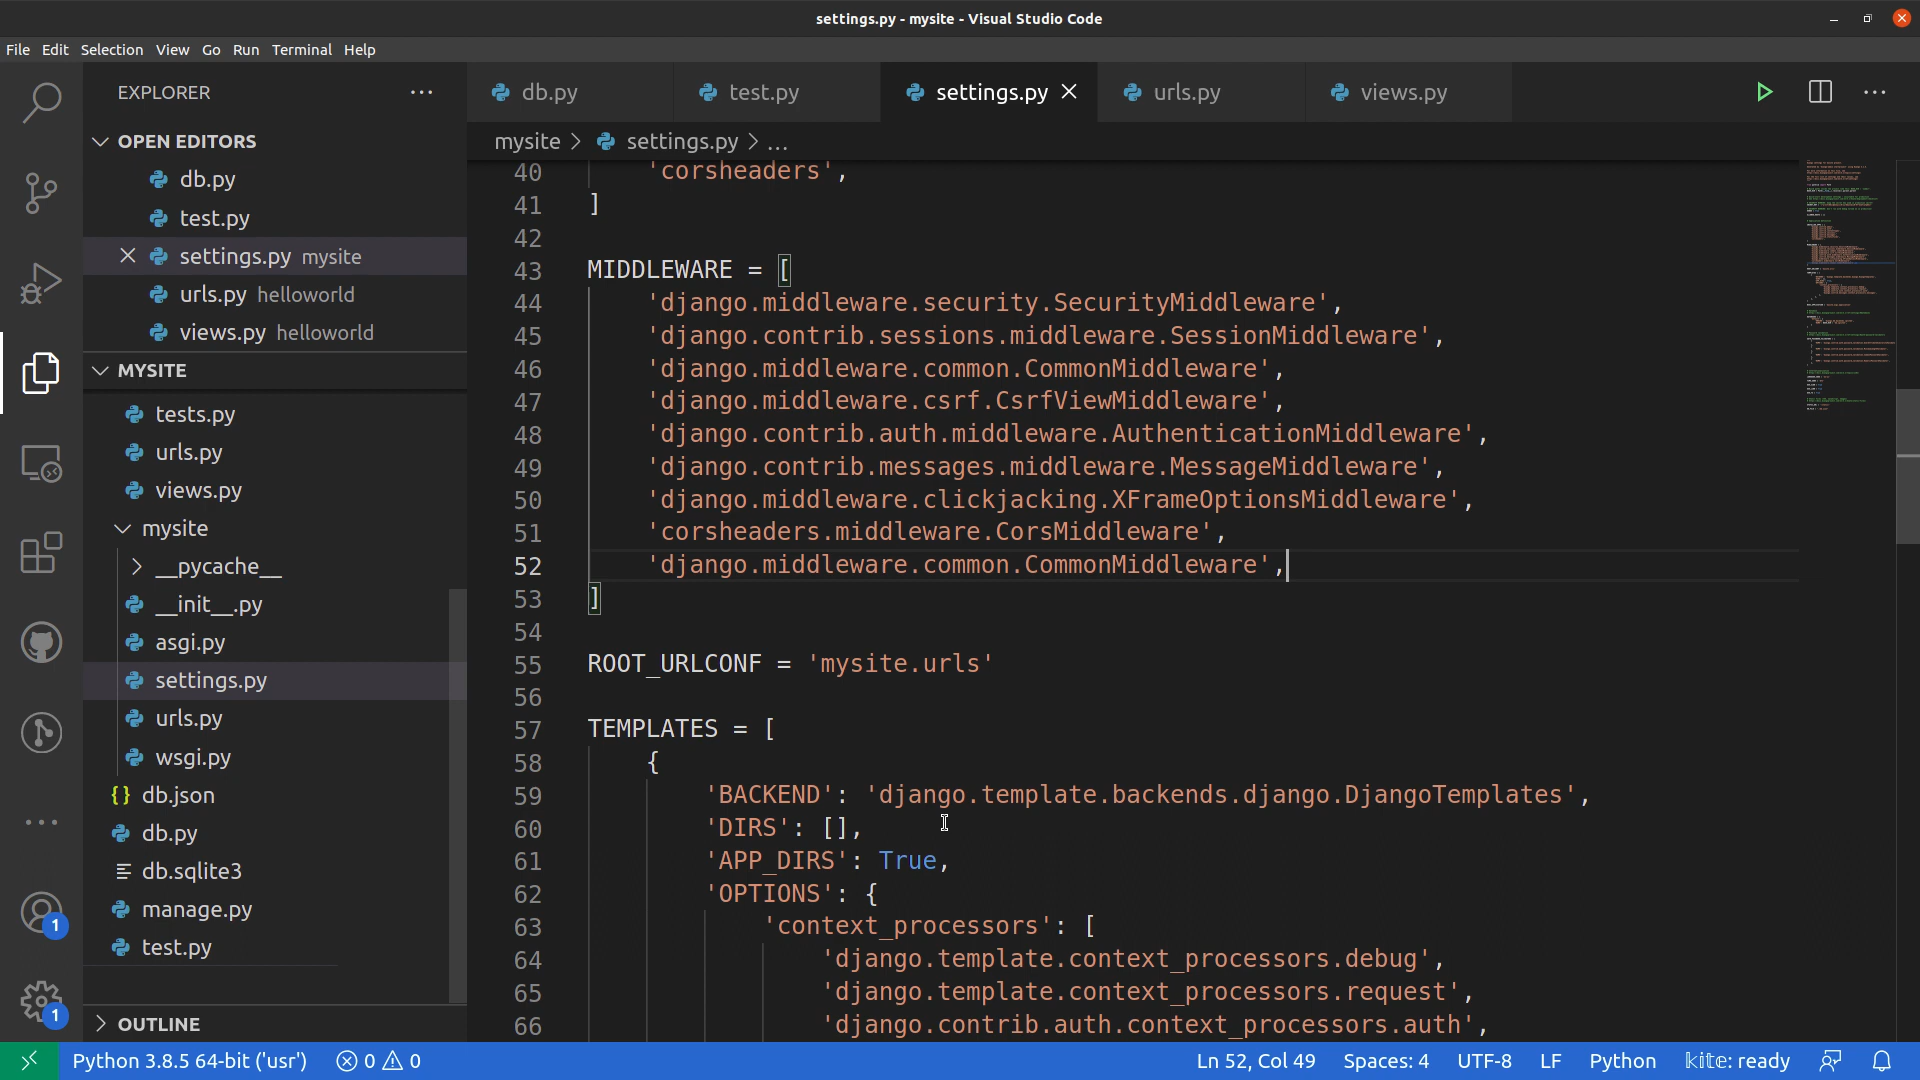 settings.py - mysite - Visual Studio Code
File Edit Selection View Go Run Terminal Help
EXPLORER
OPEN EDITORS
db.py
test.py
settings.py mysite
urls.py helloworld
views.py helloworld
MYSITE
tests.py
urls.py
views.py
mysite
__pycache__
__init__.py
asgi.py
settings.py
urls.py
wsgi.py
db.json
db.py
db.sqlite3
manage.py
test.py
OUTLINE
1
1
db.py test.py settings.py urls.py views.py
mysite > settings.py > ...
40 'corsheaders',
41 ]
42
43 MIDDLEWARE = [
44 'django.middleware.security.SecurityMiddleware',
45 'django.contrib.sessions.middleware.SessionMiddleware',
46 'django.middleware.common.CommonMiddleware',
47 'django.middleware.csrf.CsrfViewMiddleware',
48 'django.contrib.auth.middleware.AuthenticationMiddleware',
49 'django.contrib.messages.middleware.MessageMiddleware',
50 'django.middleware.clickjacking.XFrameOptionsMiddleware',
51 'corsheaders.middleware.CorsMiddleware',
52 'django.middleware.common.CommonMiddleware',
53 ]
54
55 ROOT_URLCONF = 'mysite.urls'
56
57 TEMPLATES = [
58 {
59 'BACKEND': 'django.template.backends.django.DjangoTemplates',
60 'DIRS': [],
61 'APP_DIRS': True,
62 'OPTIONS': {
63 'context_processors': [
64 'django.template.context_processors.debug',
65 'django.template.context_processors.request',
66 'django.contrib.auth.context_processors.auth',
Python 3.8.5 64-bit ('usr') 0 0 Ln 52, Col 49 Spaces: 4 UTF-8 LF Python kite: ready